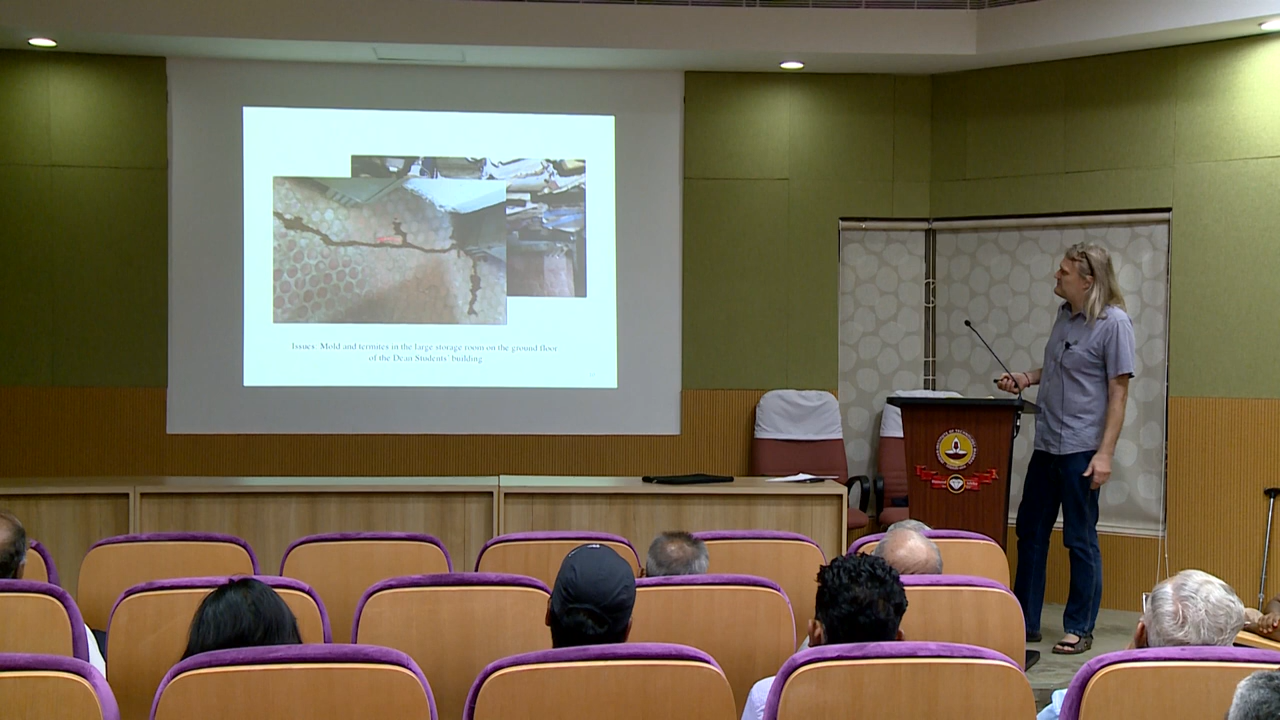 Issues: Mold and termites in the large storage room on the ground floor
of the Dean Students' building